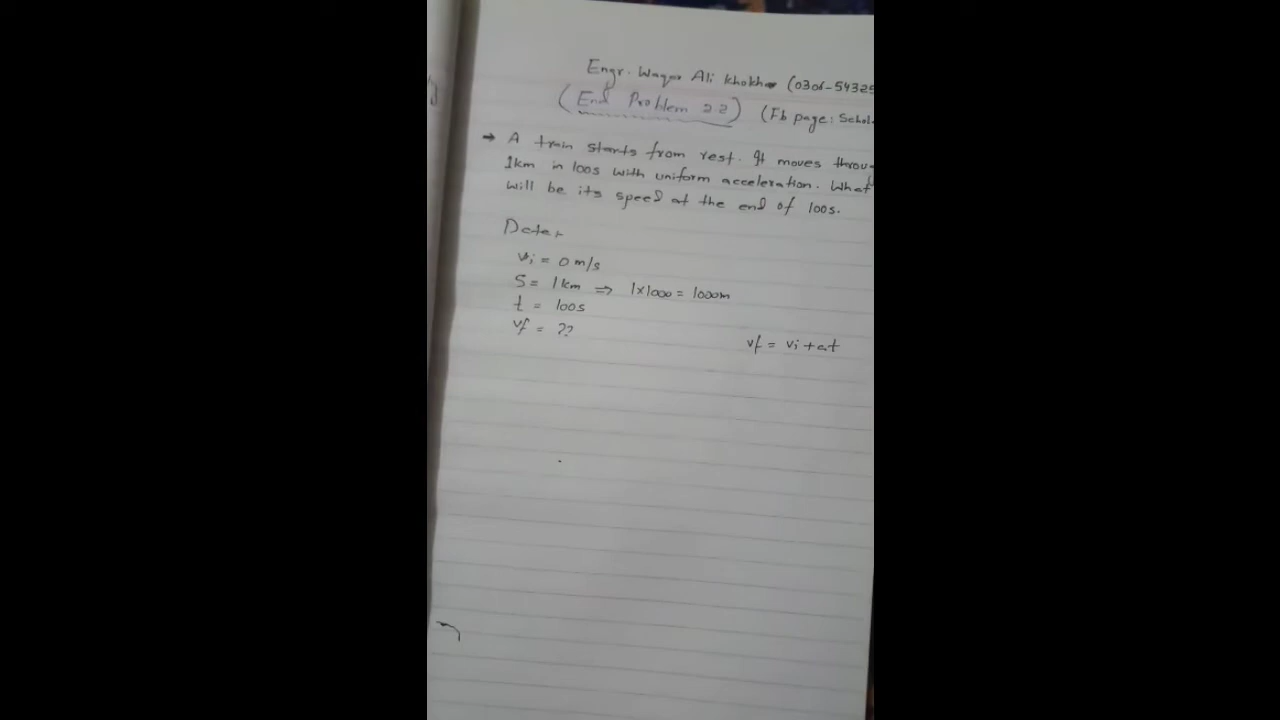 Engr. Waqar Ali Khokhar (0306-54325
(End Problem 2.2) (Fb page: Schol
→ A train starts from rest. It moves throu
1km in 100s with uniform acceleration. What
will be its speed at the end of 100s.
Data
vi = 0 m/s
S = 1 km ⇒ 1x1000 = 1000m
t = 100s
vf = ??
vf = vi + at